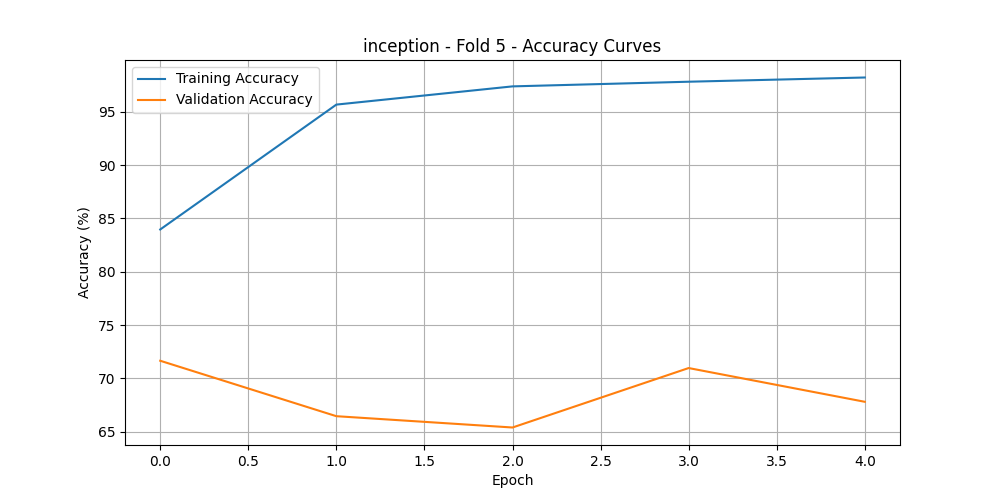 inception - Fold 5 - Accuracy Curves
Training Accuracy
Validation Accuracy
Accuracy (%)
95
90
85
80
75
70
65
0.0 0.5 1.0 1.5 2.0 2.5 3.0 3.5 4.0
Epoch